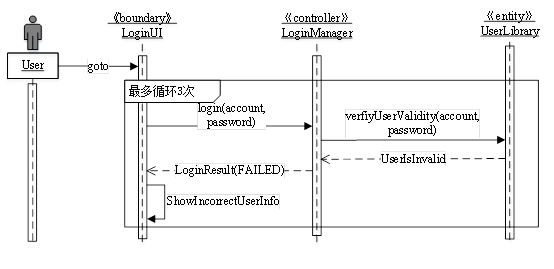 《boundary》
LoginUI
《controller》
LoginManager
《entity》
UserLibrary
User
goto
最多循环3次
login(account,
password)
verfiyUserValidity(account,
password)
UserIsInvalid
LoginResult(FAILED)
ShowIncorrectUserInfo